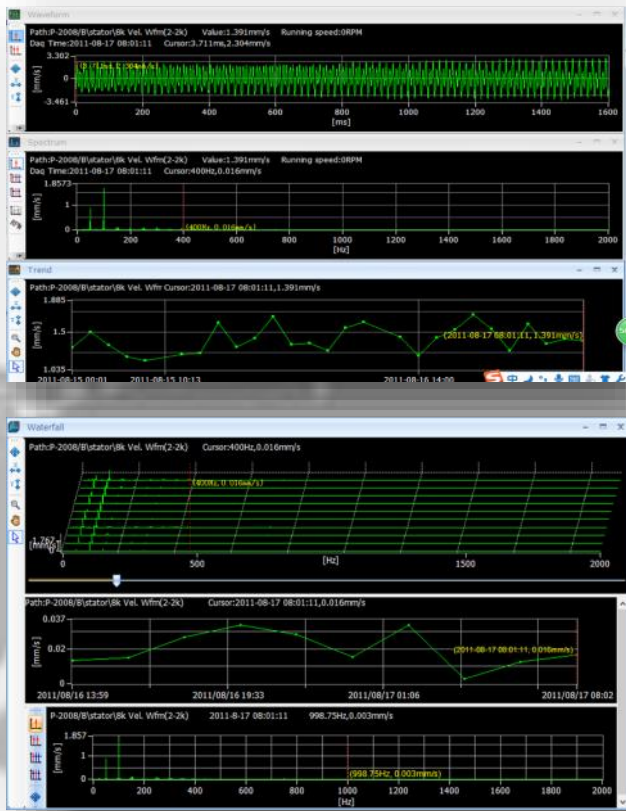 Waveform
Path:P-2008/B\stator\8k Vel. Wfm(2-2k) Value:1.391mm/s Running speed:0RPM
Daq Time:2011-08-17 08:01:11 Cursor:3.711ms,2.304mm/s
3.362
(3.711ms,2.304mm/s)
[mm/s]
0
-3.461
0 200 400 600 800 1000 1200 1400 1600
[ms]
Spectrum
Path:P-2008/B\stator\8k Vel. Wfm(2-2k) Value:1.391mm/s Running speed:0RPM
Daq Time:2011-08-17 08:01:11 Cursor:400Hz,0.016mm/s
1.8573
[mm/s]
1
0
(400Hz, 0.016mm/s)
0 200 400 600 800 1000 1200 1400 1600 1800 2000
[Hz]
Trend
Path:P-2008/B\stator\8k Vel. Wfm Cursor:2011-08-17 08:01:11,1.391mm/s
1.885
[mm/s]
1.5
(2011-08-17 08:01:11,1.391mm/s)
1.035
2011-08-15 00:01 2011-08-15 10:13 2011-08-16 14:00
中
Waterfall
Path:P-2008/B\stator\8k Vel. Wfm(2-2k) Cursor:400Hz,0.016mm/s
(400Hz, 0.016mm/s)
1.767
[mm/s]
0
0 500 [Hz] 1500 2000
Path:P-2008/B\stator\8k Vel. Wfm(2-2k) Cursor:2011-08-17 08:01:11,0.016mm/s
0.037
[mm/s]
0.02
(2011-08-17 08:01:11, 0.016mm/s)
0
2011/08/16 13:59 2011/08/16 19:33 2011/08/17 01:06 2011/08/17 08:02
P-2008/B\stator\8k Vel. Wfm(2-2k) 2011-8-17 08:01:11 998.75Hz,0.003mm/s
1.857
[mm/s]
1
0
(998.75Hz, 0.003mm/s)
0 200 400 600 800 1000 1200 1400 1600 1800 2000
[Hz]